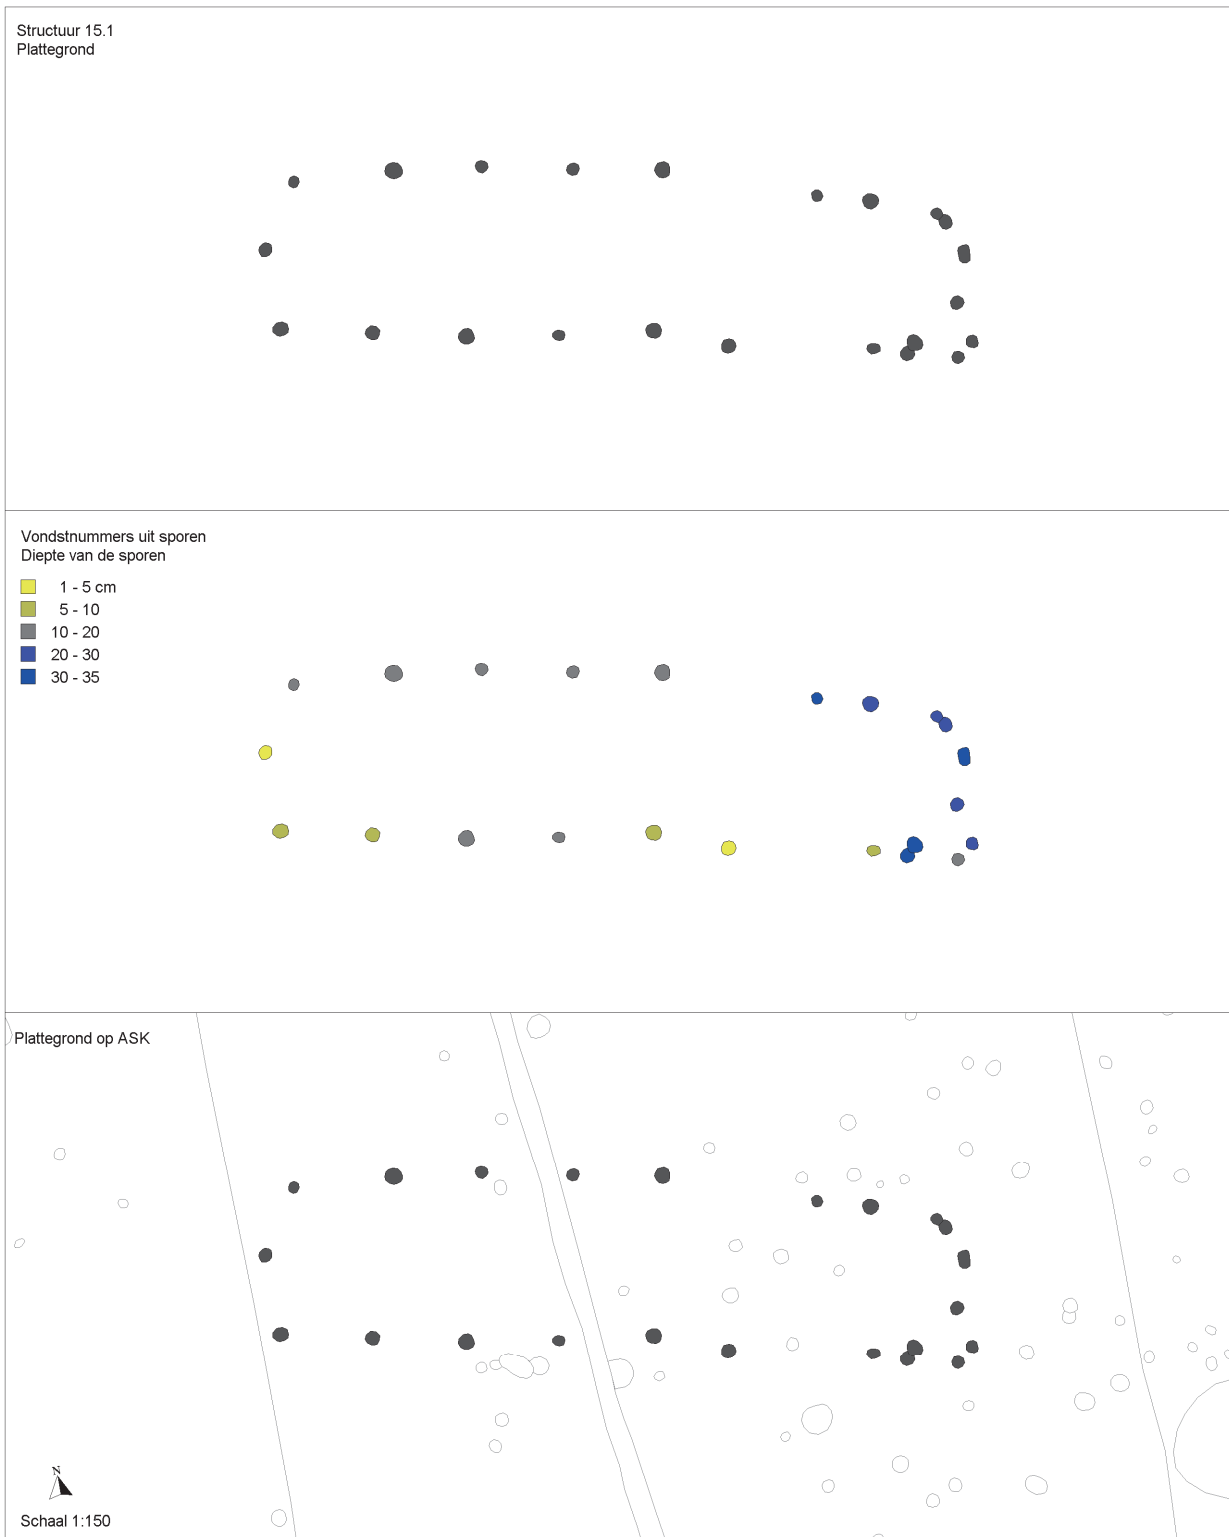 Structuur 15.1
Plattegrond
Vondstnummers uit sporen
Diepte van de sporen
1 - 5 cm
5 - 10
10 - 20
20 - 30
30 - 35
Plattegrond op ASK
N
Schaal 1:150